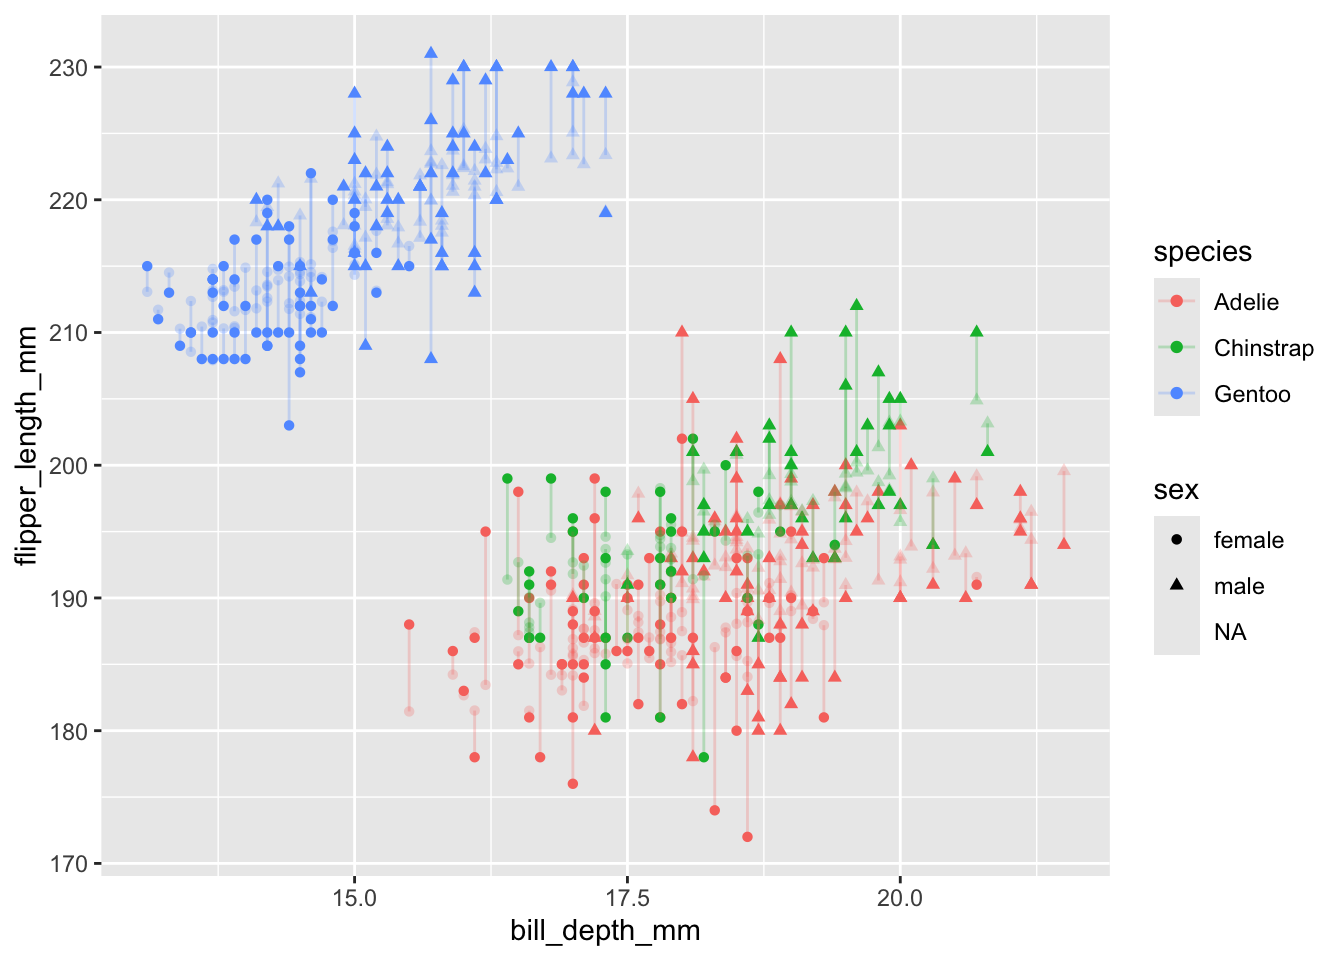 flipper_length_mm
230
220
210
200
190
180
170
15.0
17.5
20.0
bill_depth_mm
species
Adelie
Chinstrap
Gentoo
sex
female
male
NA